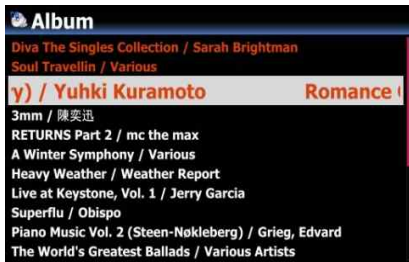 Album
Diva The Singles Collection / Sarah Brightman
Soul Travellin / Various
y) / Yuhki Kuramoto Romance
3mm / 陳奕迅
RETURNS Part 2 / mc the max
A Winter Symphony / Various
Heavy Weather / Weather Report
Live at Keystone, Vol. 1 / Jerry Garcia
Superflu / Obispo
Piano Music Vol. 2 (Steen-Nøkleberg) / Grieg, Edvard
The World's Greatest Ballads / Various Artists